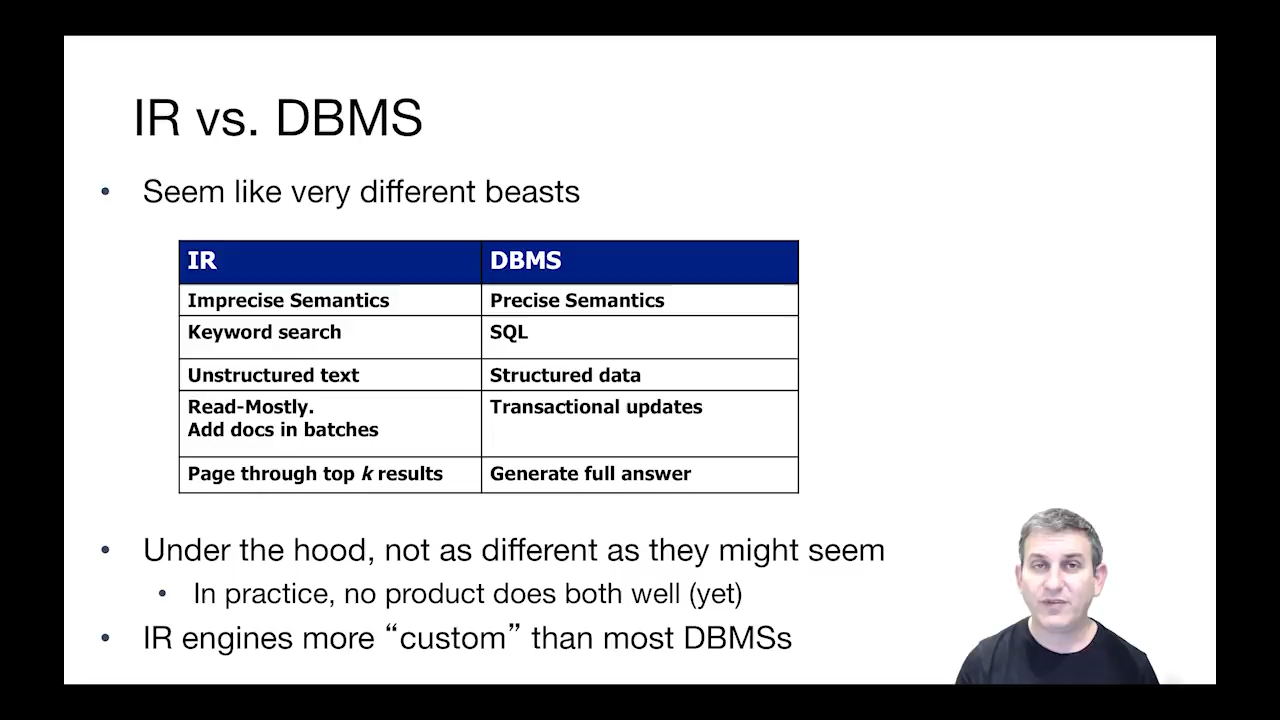 IR vs. DBMS
• Seem like very different beasts
IR DBMS
Imprecise Semantics Precise Semantics
Keyword search SQL
Unstructured text Structured data
Read-Mostly. Transactional updates
Add docs in batches
Page through top k results Generate full answer
• Under the hood, not as different as they might seem
• In practice, no product does both well (yet)
• IR engines more “custom” than most DBMSs